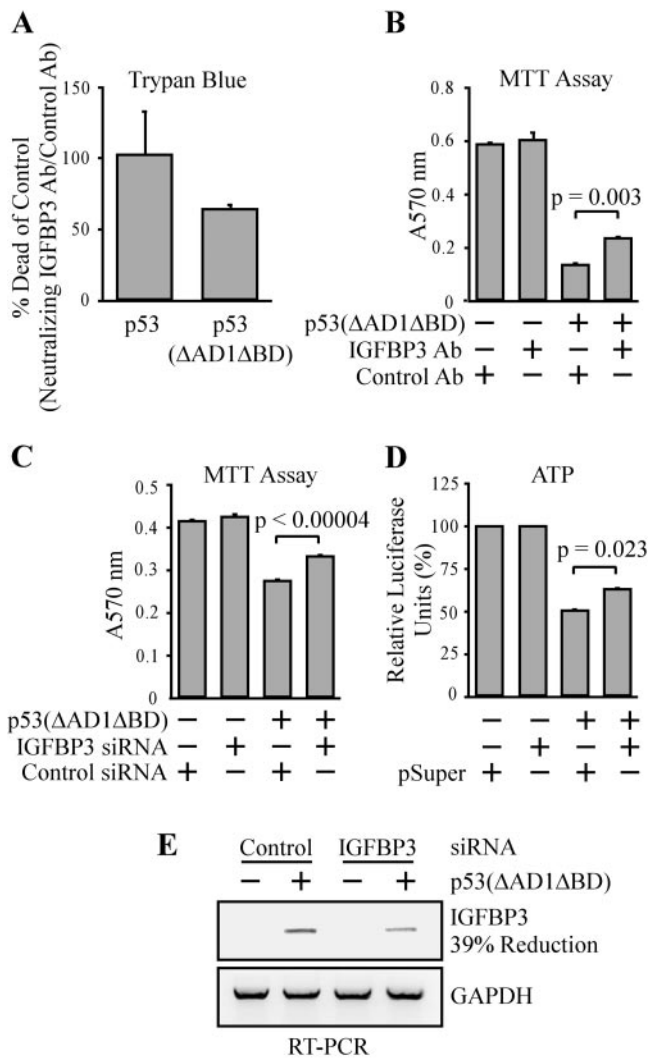 A
Trypan Blue
% Dead of Control
(Neutralizing IGFBP3 Ab/Control Ab)
150
100
50
0
p53
p53
(ΔAD1ΔBD)
B
MTT Assay
A570 nm
0.8
0.6
0.4
0.2
0
p = 0.003
p53(ΔAD1ΔBD) − − + +
IGFBP3 Ab − + − +
Control Ab + − + −
C
MTT Assay
A570 nm
0.5
0.4
0.3
0.2
0.1
0
p < 0.00004
p53(ΔAD1ΔBD) − − + +
IGFBP3 siRNA − + − +
Control siRNA + − + −
D
ATP
Relative Luciferase
Units (%)
125
100
75
50
25
0
p = 0.023
− − + +
− + − +
pSuper + − + −
E
Control IGFBP3 siRNA
− + − + p53(ΔAD1ΔBD)
IGFBP3
39% Reduction
GAPDH
RT-PCR